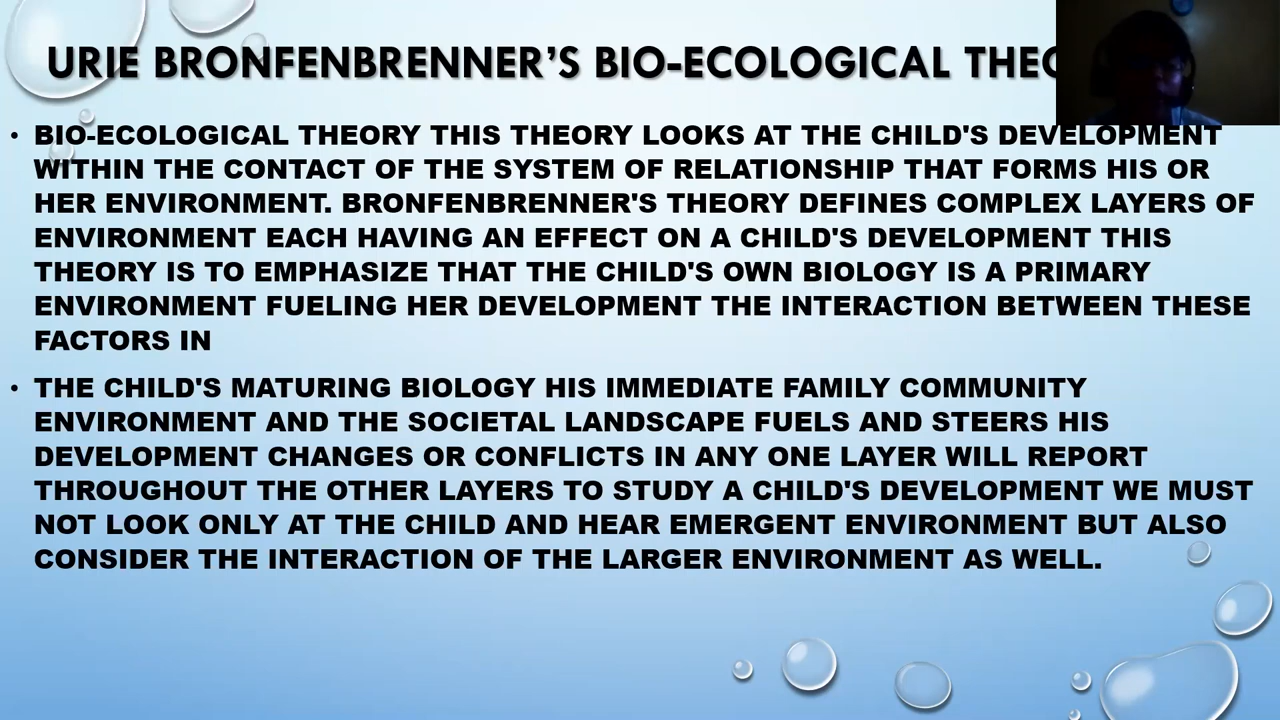 URIE BRONFENBRENNER’S BIO-ECOLOGICAL
• BIO-ECOLOGICAL THEORY THIS THEORY LOOKS AT THE CHILD'S DEVELOPMENT
WITHIN THE CONTACT OF THE SYSTEM OF RELATIONSHIP THAT FORMS HIS OR
HER ENVIRONMENT. BRONFENBRENNER'S THEORY DEFINES COMPLEX LAYERS OF
ENVIRONMENT EACH HAVING AN EFFECT ON A CHILD'S DEVELOPMENT THIS
THEORY IS TO EMPHASIZE THAT THE CHILD'S OWN BIOLOGY IS A PRIMARY
ENVIRONMENT FUELING HER DEVELOPMENT THE INTERACTION BETWEEN THESE
FACTORS IN
• THE CHILD'S MATURING BIOLOGY HIS IMMEDIATE FAMILY COMMUNITY
ENVIRONMENT AND THE SOCIETAL LANDSCAPE FUELS AND STEERS HIS
DEVELOPMENT CHANGES OR CONFLICTS IN ANY ONE LAYER WILL REPORT
THROUGHOUT THE OTHER LAYERS TO STUDY A CHILD'S DEVELOPMENT WE MUST
NOT LOOK ONLY AT THE CHILD AND HEAR EMERGENT ENVIRONMENT BUT ALSO
CONSIDER THE INTERACTION OF THE LARGER ENVIRONMENT AS WELL.